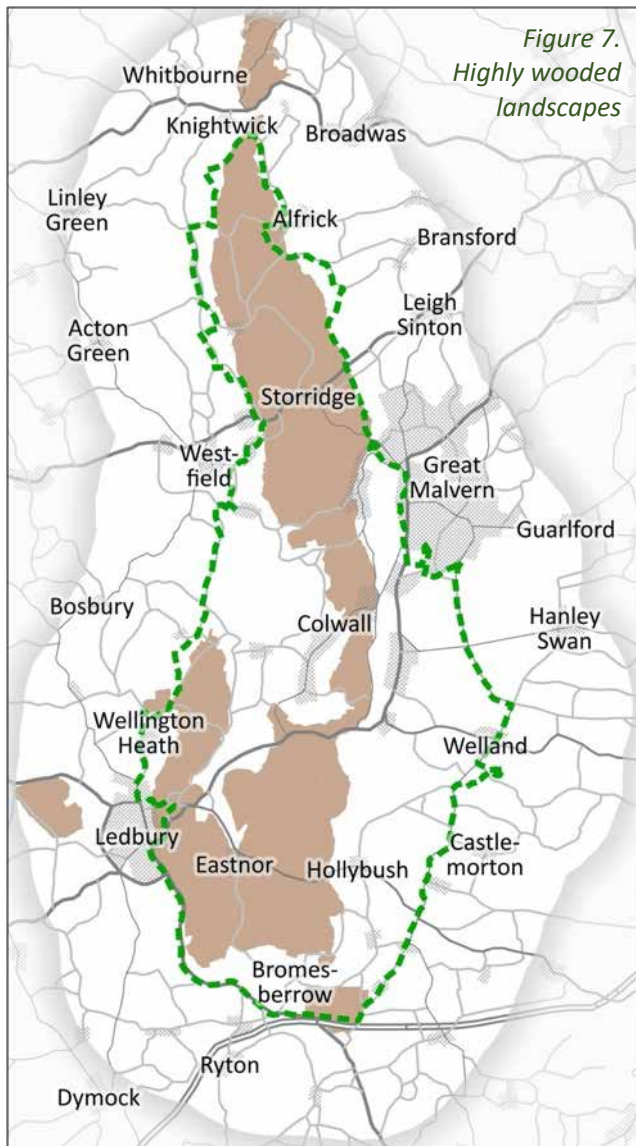 Figure 7.
Highly wooded
landscapes
Whitbourne
Knightwick
Broadwas
Linley
Green
Alfrick
Bransford
Leigh
Sinton
Acton
Green
Storridge
West-
field
Great
Malvern
Guarlford
Bosbury
Colwall
Hanley
Swan
Wellington
Heath
Welland
Ledbury
Eastnor
Hollybush
Castle-
morton
Bromes-
berrow
Ryton
Dymock